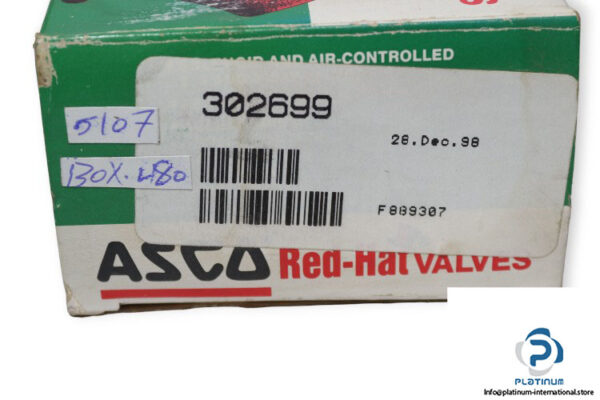 AND AIR-CONTROLLED
302699
5107
28.Dec.98
BOX.480
F889307
ASCO Red-Hat VALVES
PLATINUM
Info@platinum-international.store